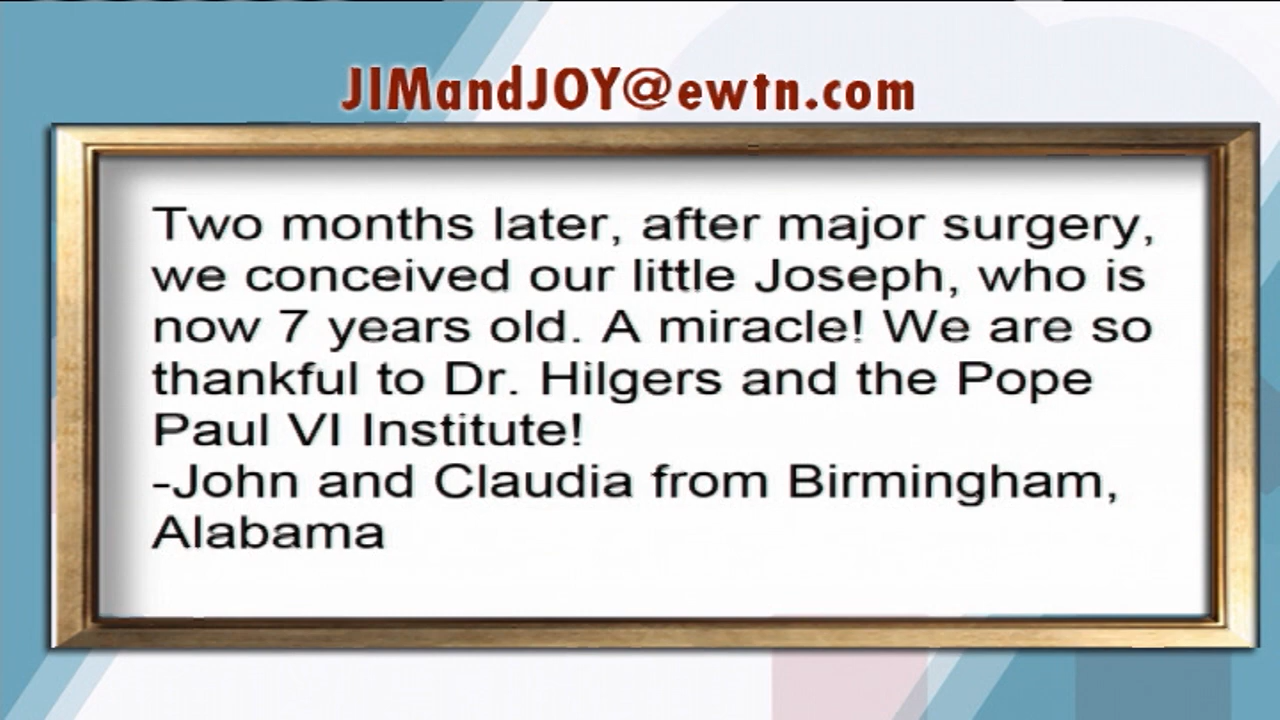 JIMandJOY@ewtn.com
Two months later, after major surgery,
we conceived our little Joseph, who is
now 7 years old. A miracle! We are so
thankful to Dr. Hilgers and the Pope
Paul VI Institute!
-John and Claudia from Birmingham,
Alabama